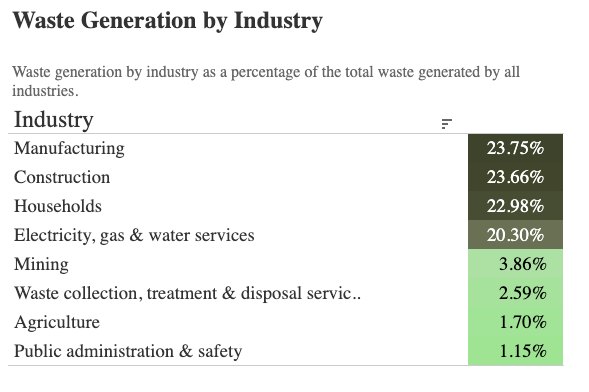 Waste Generation by Industry
Waste generation by industry as a percentage of the total waste generated by all
industries.
Industry
Manufacturing 23.75%
Construction 23.66%
Households 22.98%
Electricity, gas & water services 20.30%
Mining 3.86%
Waste collection, treatment & disposal servic.. 2.59%
Agriculture 1.70%
Public administration & safety 1.15%